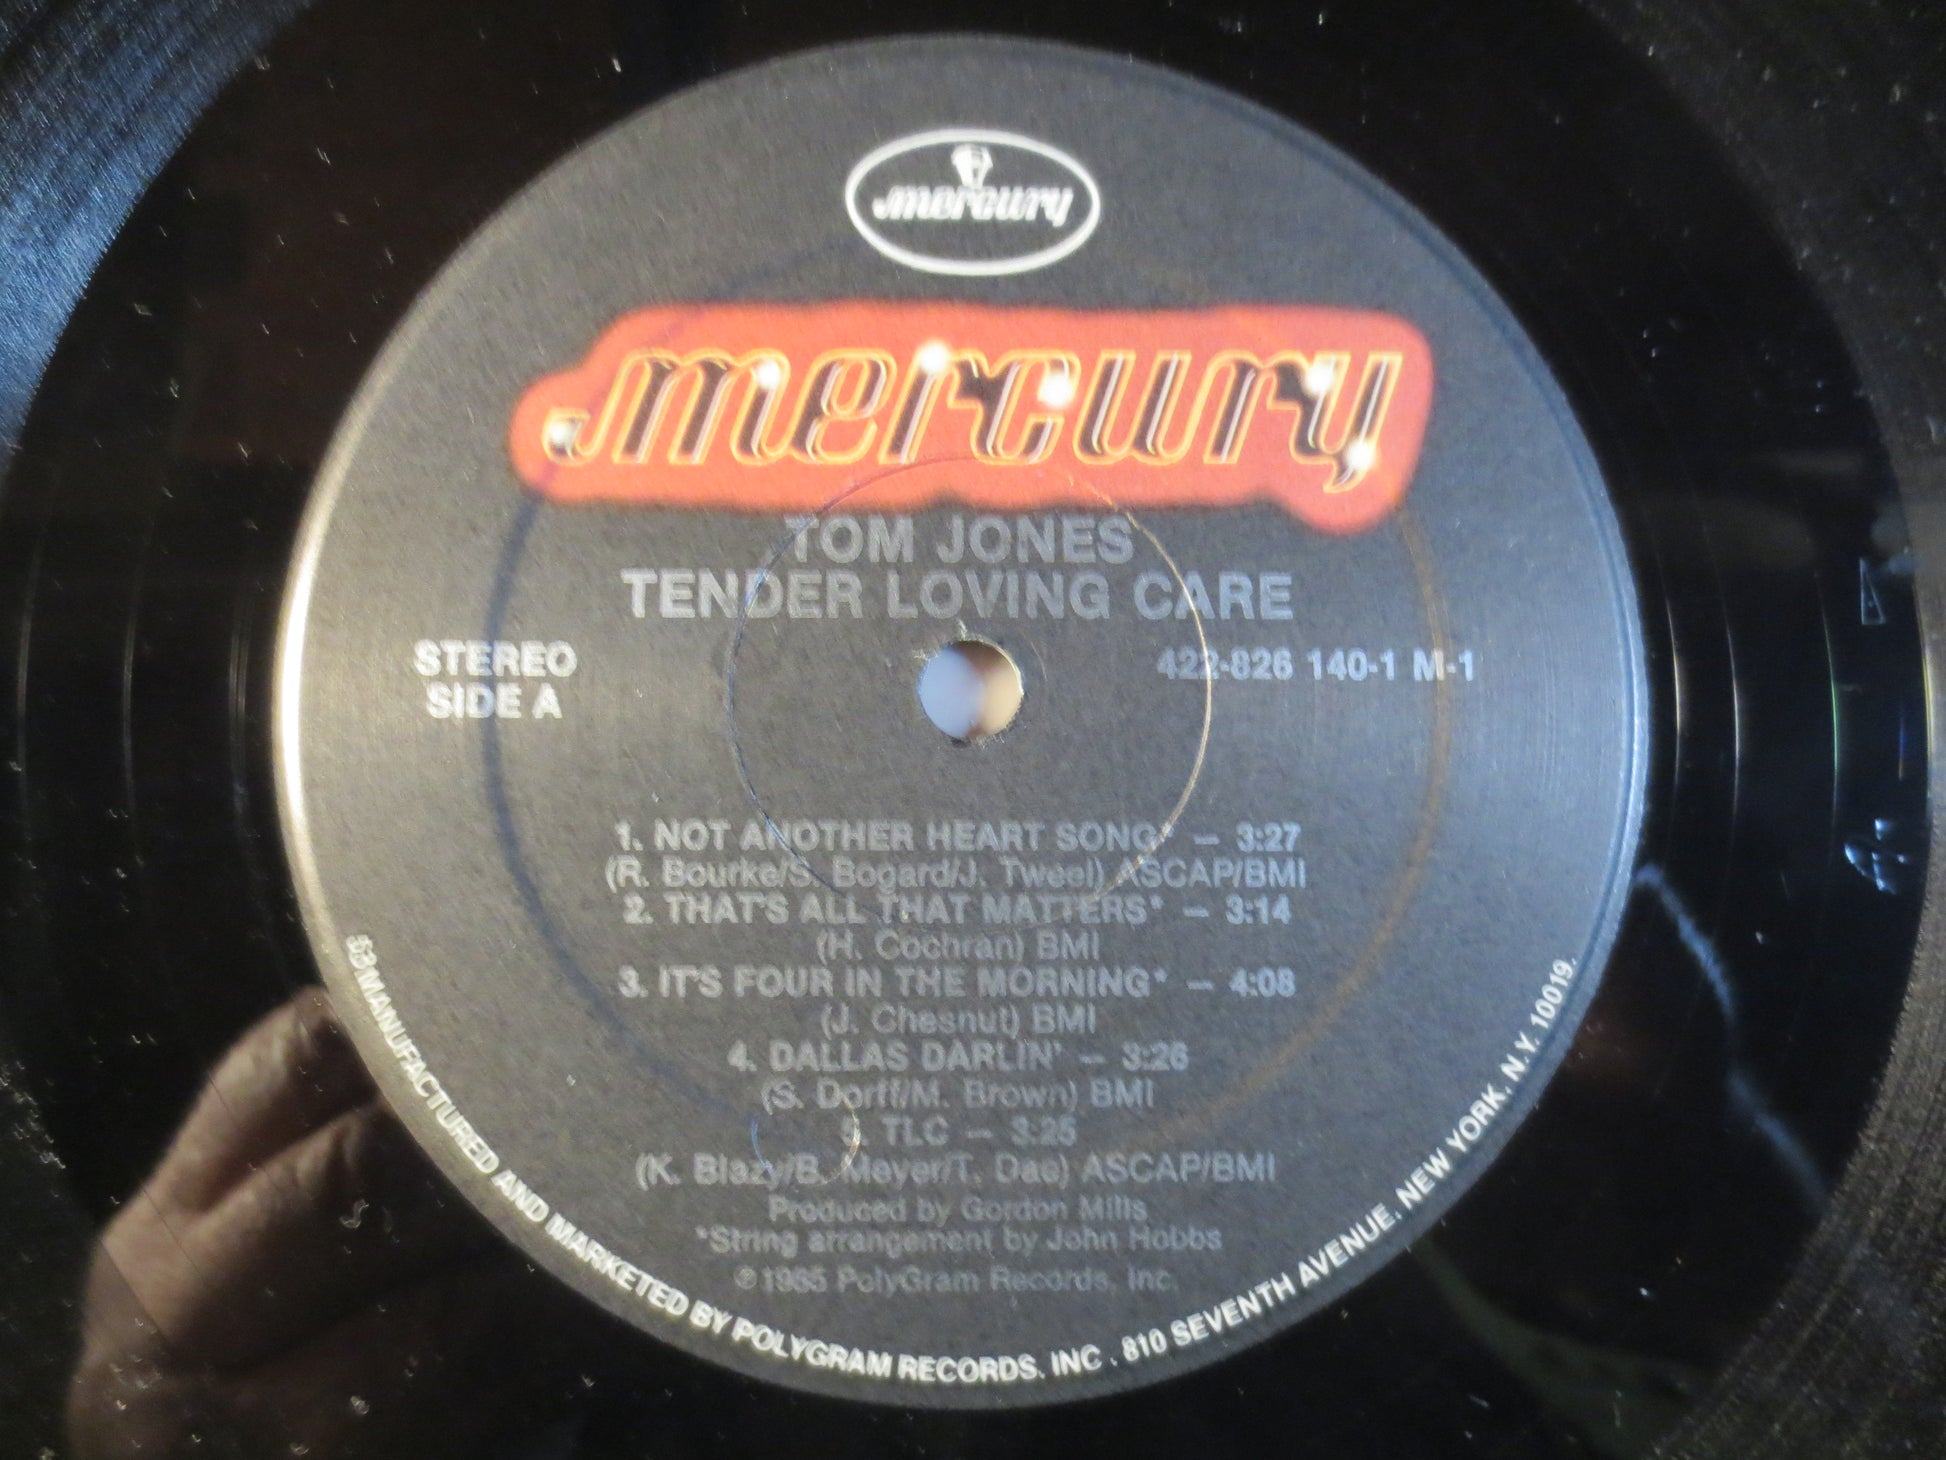 mercury
mercury
TOM JONES
TENDER LOVING CARE
STEREO
SIDE A
422-826 140-1 M-1
1. NOT ANOTHER HEART SONG* — 3:27
(R. Bourke/S. Bogard/J. Tweel) ASCAP/BMI
2. THAT'S ALL THAT MATTERS* — 3:14
(H. Cochran) BMI
3. IT'S FOUR IN THE MORNING* — 4:08
(J. Chesnut) BMI
4. DALLAS DARLIN' — 3:26
(S. Dorff/M. Brown) BMI
5. TLC — 3:25
(K. Blazy/B. Meyer/T. Dae) ASCAP/BMI
Produced by Gordon Mills
*String arrangement by John Hobbs
℗ 1985 PolyGram Records, Inc.
53 MANUFACTURED AND MARKETED BY POLYGRAM RECORDS, INC., 810 SEVENTH AVENUE, NEW YORK, N.Y. 10019.